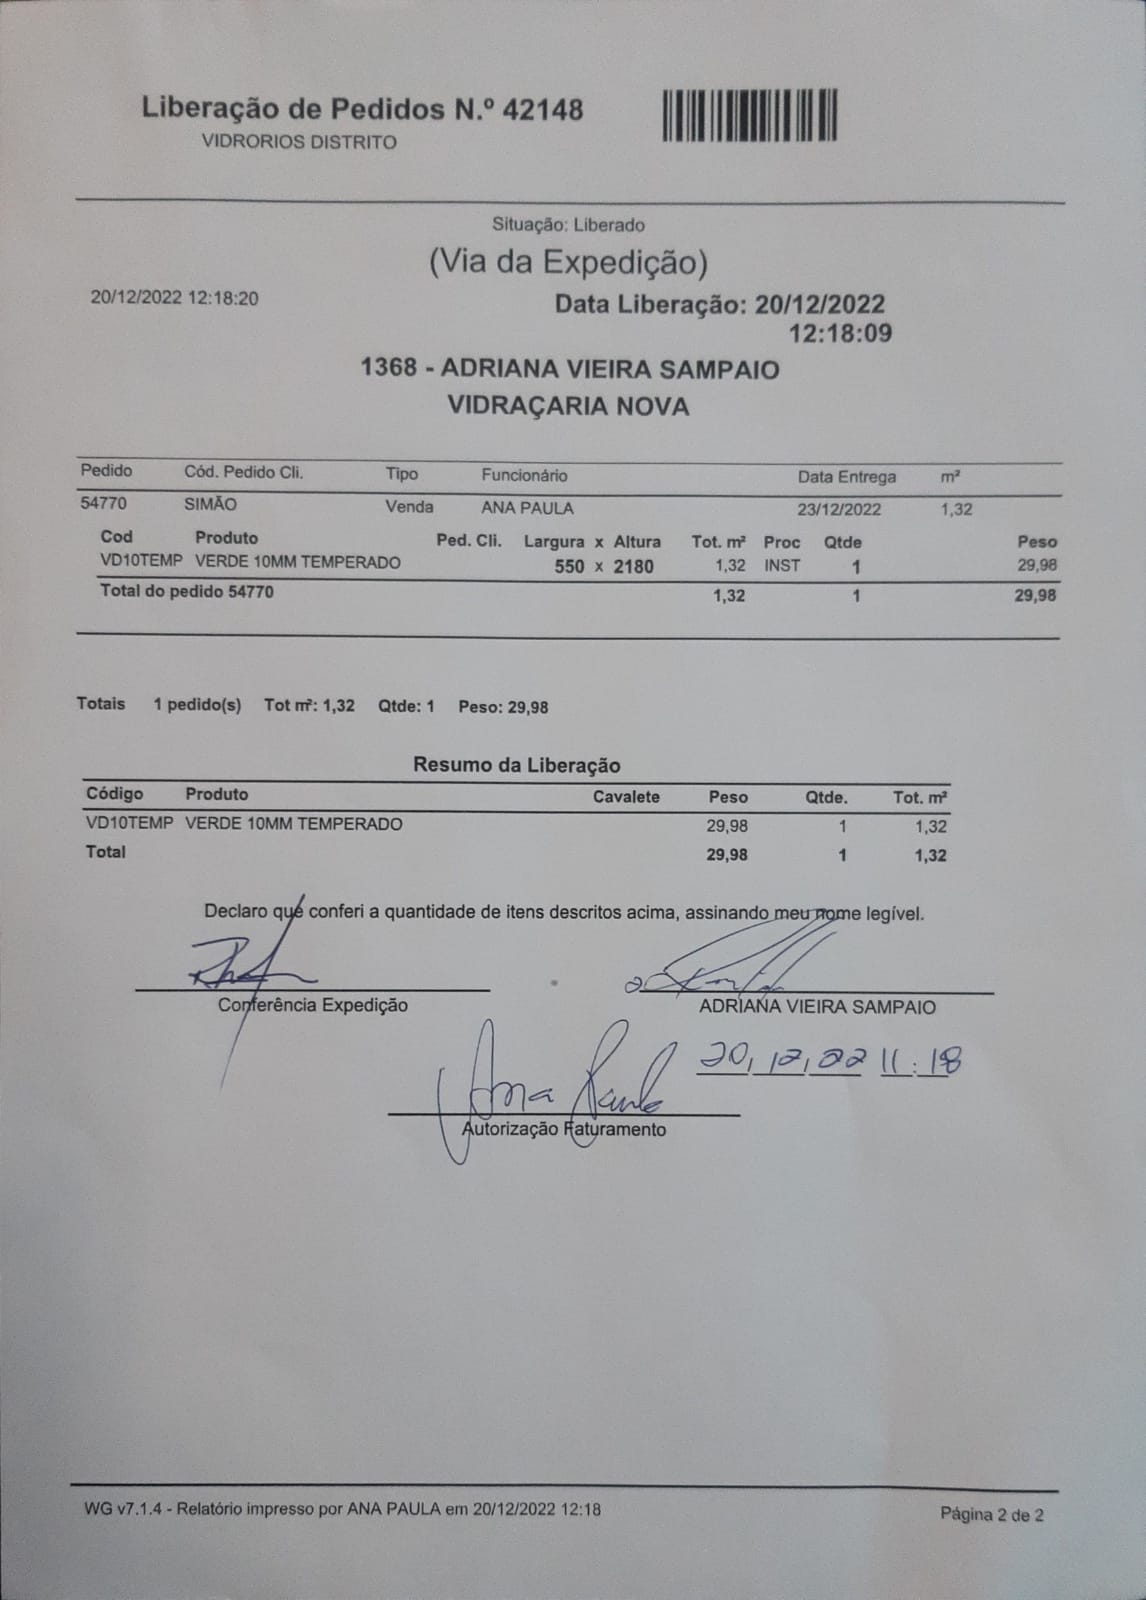 Liberação de Pedidos N.º 42148
VIDRORIOS DISTRITO
Situação: Liberado
(Via da Expedição)
20/12/2022 12:18:20
Data Liberação: 20/12/2022
12:18:09
1368 - ADRIANA VIEIRA SAMPAIO
VIDRAÇARIA NOVA
Pedido Cód. Pedido Cli. Tipo Funcionário Data Entrega m²
54770 SIMÃO Venda ANA PAULA 23/12/2022 1,32
Cod Produto Ped. Cli. Largura x Altura Tot. m² Proc Qtde Peso
VD10TEMP VERDE 10MM TEMPERADO 550 x 2180 1,32 INST 1 29,98
Total do pedido 54770 1,32 1 29,98
Totais 1 pedido(s) Tot m²: 1,32 Qtde: 1 Peso: 29,98
Resumo da Liberação
Código Produto Cavalete Peso Qtde. Tot. m²
VD10TEMP VERDE 10MM TEMPERADO 29,98 1 1,32
Total 29,98 1 1,32
Declaro que conferi a quantidade de itens descritos acima, assinando meu nome legível.
Conferência Expedição
ADRIANA VIEIRA SAMPAIO
20, 12, 22 11:18
Ana Paula
Autorização Faturamento
WG v7.1.4 - Relatório impresso por ANA PAULA em 20/12/2022 12:18
Página 2 de 2